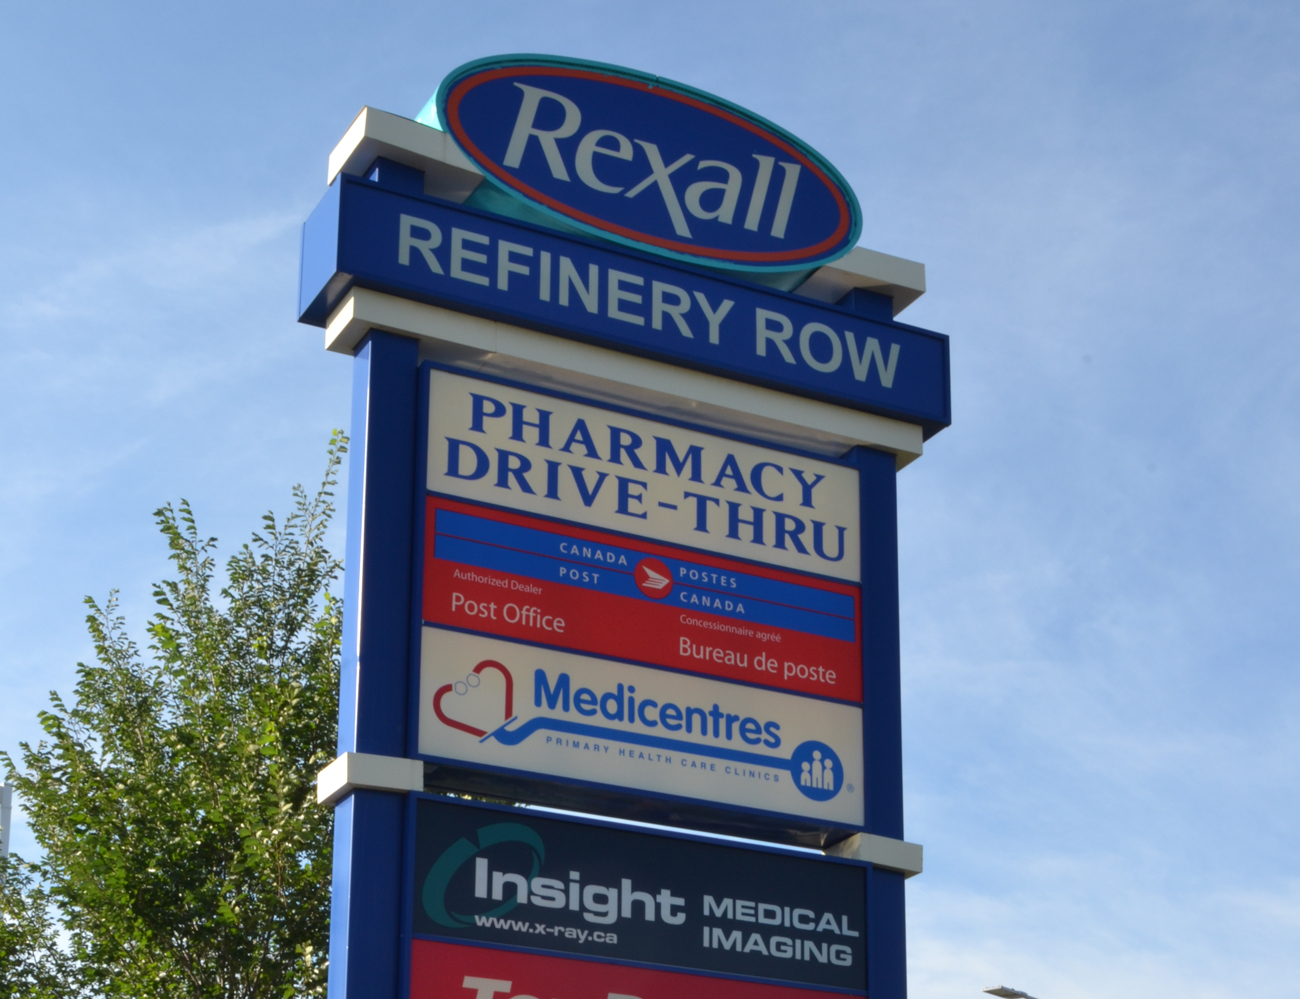 Rexall
REFINERY ROW
PHARMACY
DRIVE-THRU
CANADA POSTES
POST CANADA
Authorized Dealer
Post Office
Concessionnaire agréé
Bureau de poste
Medicentres
PRIMARY HEALTH CARE CLINICS
®
Insight MEDICAL
www.x-ray.ca IMAGING